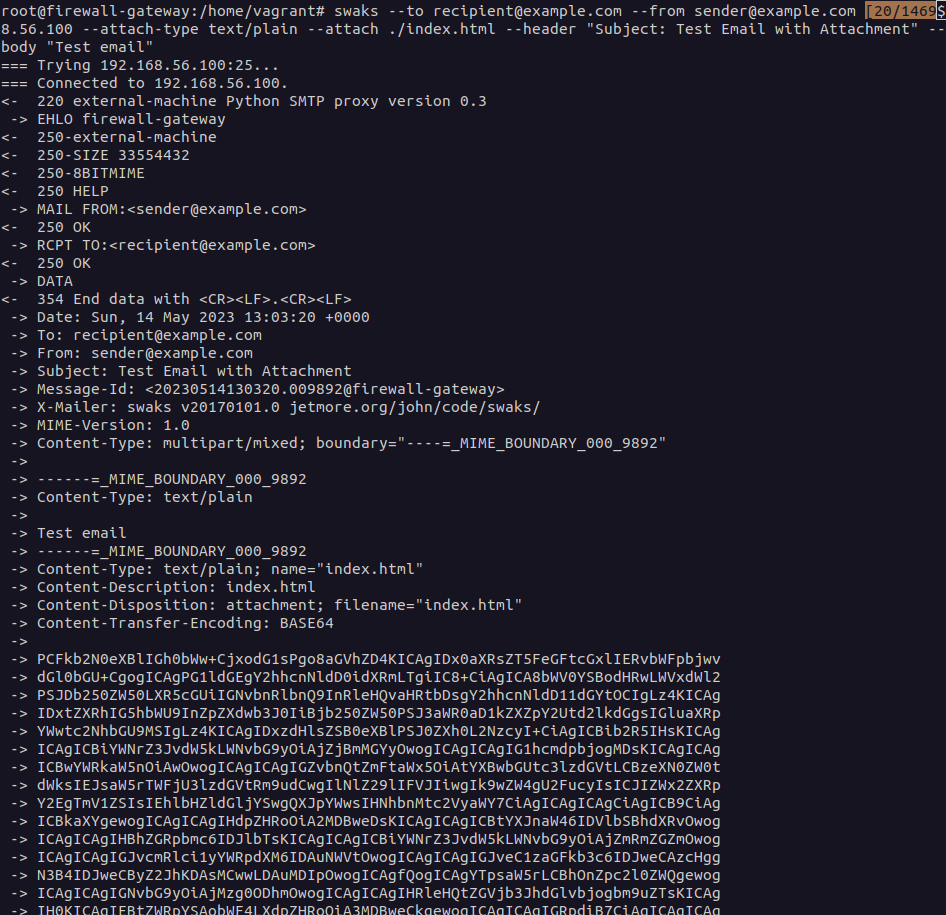 root@firewall-gateway:/home/vagrant# swaks --to recipient@example.com --from sender@example.com [20/1469$
8.56.100 --attach-type text/plain --attach ./index.html --header "Subject: Test Email with Attachment" --
body "Test email"
=== Trying 192.168.56.100:25...
=== Connected to 192.168.56.100.
<-  220 external-machine Python SMTP proxy version 0.3
 -> EHLO firewall-gateway
<-  250-external-machine
<-  250-SIZE 33554432
<-  250-8BITMIME
<-  250 HELP
 -> MAIL FROM:<sender@example.com>
<-  250 OK
 -> RCPT TO:<recipient@example.com>
<-  250 OK
 -> DATA
<-  354 End data with <CR><LF>.<CR><LF>
 -> Date: Sun, 14 May 2023 13:03:20 +0000
 -> To: recipient@example.com
 -> From: sender@example.com
 -> Subject: Test Email with Attachment
 -> Message-Id: <20230514130320.009892@firewall-gateway>
 -> X-Mailer: swaks v20170101.0 jetmore.org/john/code/swaks/
 -> MIME-Version: 1.0
 -> Content-Type: multipart/mixed; boundary="----=_MIME_BOUNDARY_000_9892"
 ->
 -> ------=_MIME_BOUNDARY_000_9892
 -> Content-Type: text/plain
 ->
 -> Test email
 -> ------=_MIME_BOUNDARY_000_9892
 -> Content-Type: text/plain; name="index.html"
 -> Content-Description: index.html
 -> Content-Disposition: attachment; filename="index.html"
 -> Content-Transfer-Encoding: BASE64
 ->
 -> PCFkb2N0eXBlIGh0bWw+CjxodG1sPgo8aGVhZD4KICAgIDx0aXRsZT5FeGFtcGxlIERvbWFpbjwv
 -> dGl0bGU+CgogICAgPG1ldGEgY2hhcnNldD0idXRmLTgiIC8+CiAgICA8bWV0YSBodHRwLWVxdWl2
 -> PSJDb250ZW50LXR5cGUiIGNvbnRlbnQ9InRleHQvaHRtbDsgY2hhcnNldD11dGYtOCIgLz4KICAg
 -> IDxtZXRhIG5hbWU9InZpZXdwb3J0IiBjb250ZW50PSJ3aWR0aD1kZXZpY2Utd2lkdGgsIGluaXRp
 -> YWwtc2NhbGU9MSIgLz4KICAgIDxzdHlsZSB0eXBlPSJ0ZXh0L2NzcyI+CiAgICBib2R5IHsKICAg
 -> ICAgICBiYWNrZ3JvdW5kLWNvbG9yOiAjZjBmMGYyOwogICAgICAgIG1hcmdpbjogMDsKICAgICAg
 -> ICBwYWRkaW5nOiAwOwogICAgICAgIGZvbnQtZmFtaWx5OiAtYXBwbGUtc3lzdGVtLCBzeXN0ZW0t
 -> dWksIEJsaW5rTWFjU3lzdGVtRm9udCwgIlNlZ29lIFVJIiwgIk9wZW4gU2FucyIsICJIZWx2ZXRp
 -> Y2EgTmV1ZSIsIEhlbHZldGljYSwgQXJpYWwsIHNhbnMtc2VyaWY7CiAgICAgICAgCiAgICB9CiAg
 -> ICBkaXYgewogICAgICAgIHdpZHRoOiA2MDBweDsKICAgICAgICBtYXJnaW46IDVlbSBhdXRvOwog
 -> ICAgICAgIHBhZGRpbmc6IDJlbTsKICAgICAgICBiYWNrZ3JvdW5kLWNvbG9yOiAjZmRmZGZmOwog
 -> ICAgICAgIGJvcmRlci1yYWRpdXM6IDAuNWVtOwogICAgICAgIGJveC1zaGFkb3c6IDJweCAzcHgg
 -> N3B4IDJweCByZ2JhKDAsMCwwLDAuMDIpOwogICAgfQogICAgYTpsaW5rLCBhOnZpc2l0ZWQgewog
 -> ICAgICAgIGNvbG9yOiAjMzg0ODhmOwogICAgICAgIHRleHQtZGVjb3JhdGlvbjogbm9uZTsKICAg
 -> IH0KICAgIEBtZWRpYSAobWF4LXdpZHRoOiA3MDBweCkgewogICAgICAgIGRpdiB7CiAgICAgICAg